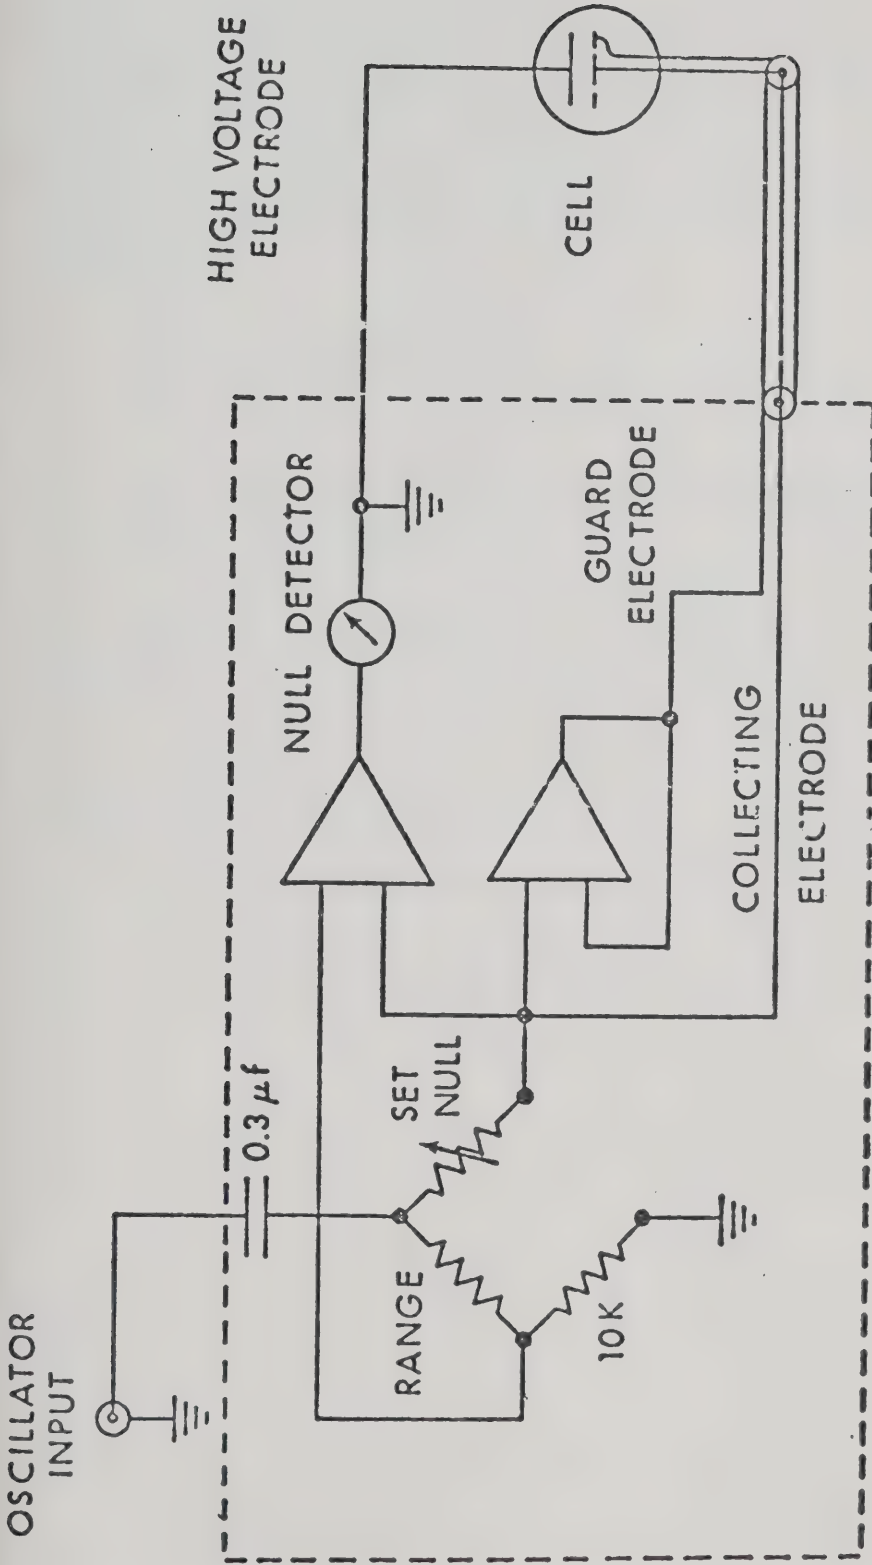 OSCILLATOR
INPUT
0.3 μf
RANGE
10K
SET
NULL
NULL DETECTOR
HIGH VOLTAGE
ELECTRODE
CELL
GUARD
ELECTRODE
COLLECTING
ELECTRODE